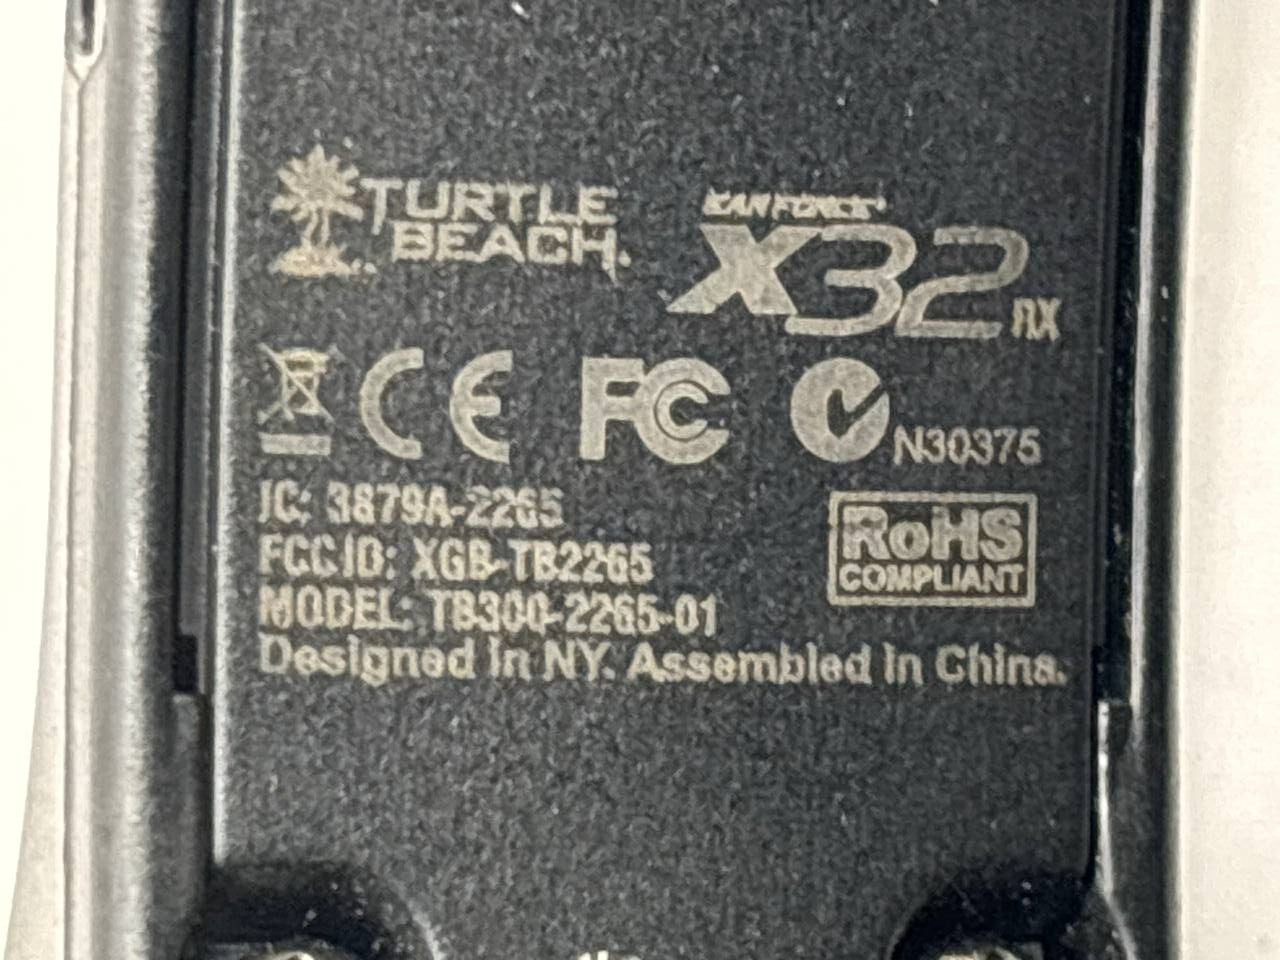 TURTLE
BEACH.
EAR FORCE
X32 RX
CE FC N30375
IC: 3879A-2265
FCC ID: XGB-TB2265
MODEL: TB300-2265-01
RoHS
COMPLIANT
Designed in NY. Assembled in China.